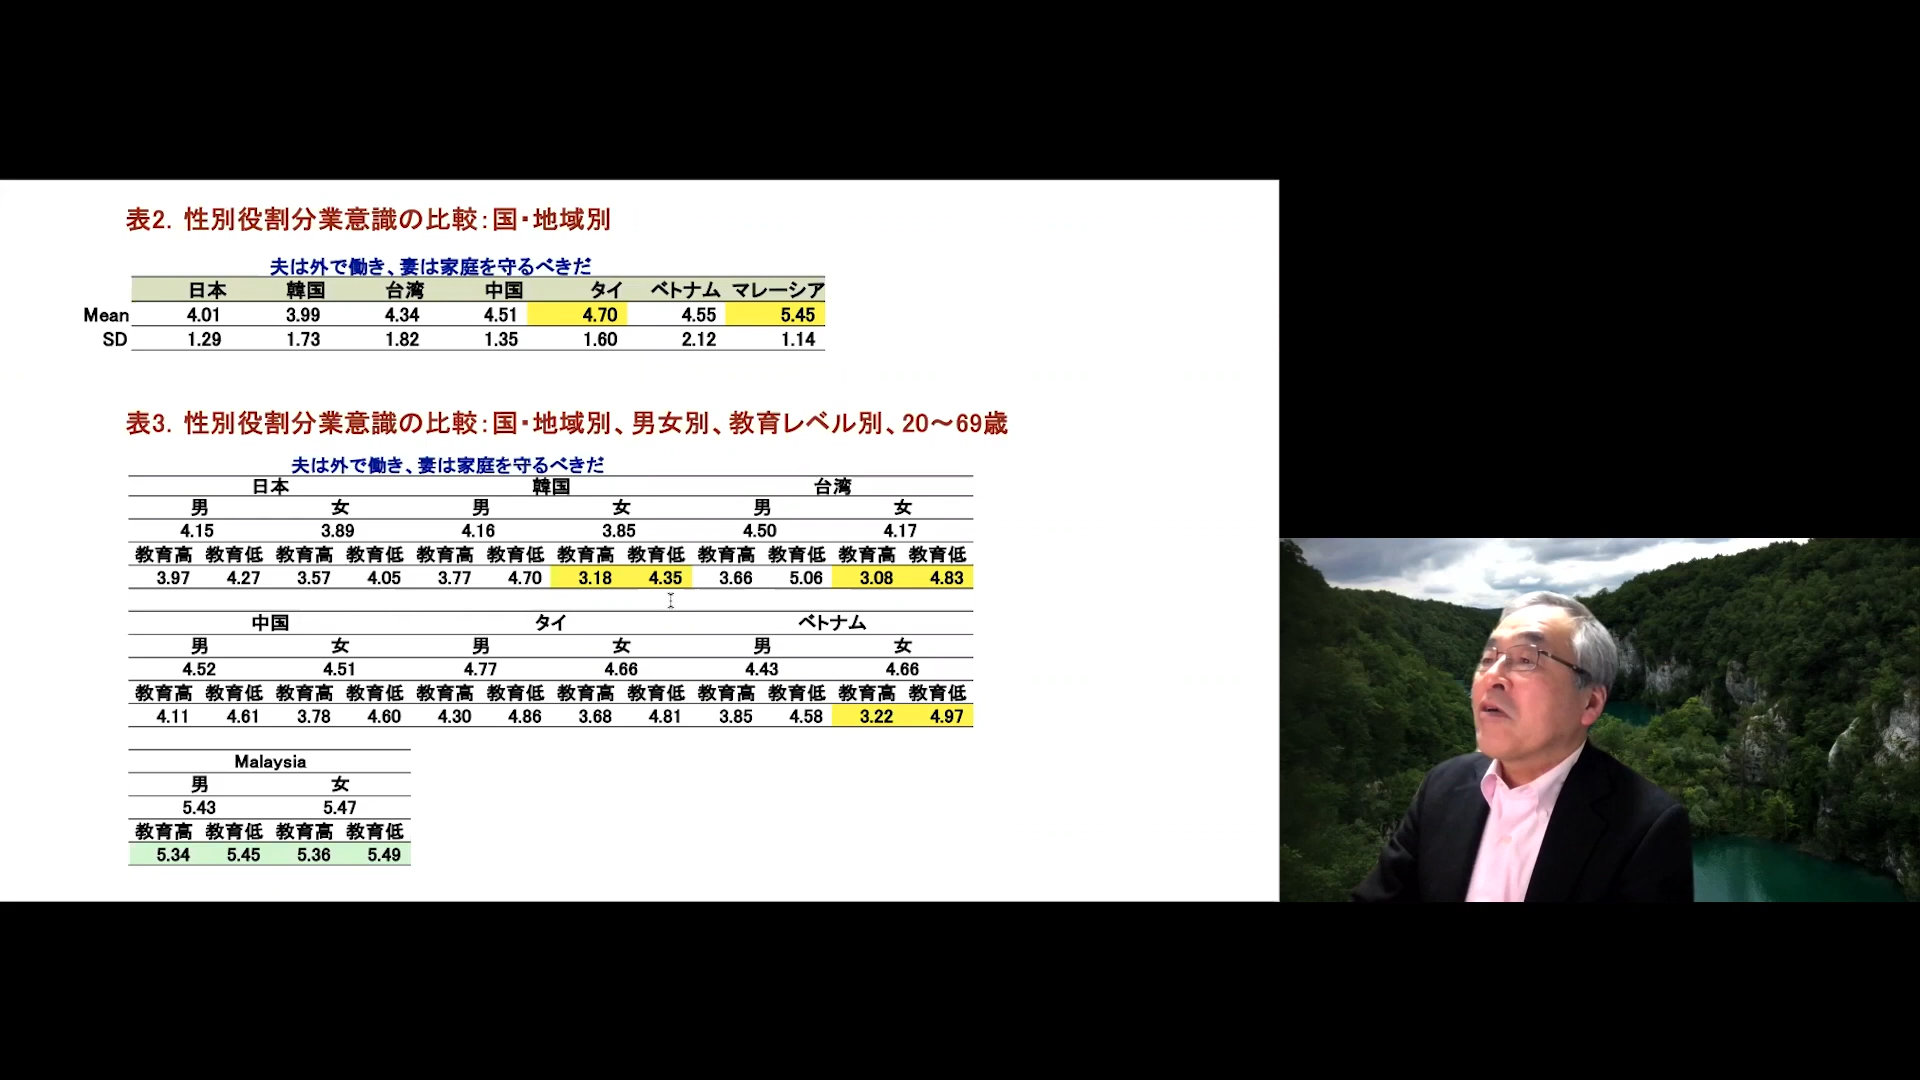 表2. 性別役割分業意識の比較：国・地域別
夫は外で働き、妻は家庭を守るべきだ
日本 韓国 台湾 中国 タイ ベトナム マレーシア
Mean 4.01 3.99 4.34 4.51 4.70 4.55 5.45
SD 1.29 1.73 1.82 1.35 1.60 2.12 1.14
表3. 性別役割分業意識の比較：国・地域別、男女別、教育レベル別、20～69歳
夫は外で働き、妻は家庭を守るべきだ
日本 韓国 台湾
男 女 男 女 男 女
4.15 3.89 4.16 3.85 4.50 4.17
教育高 教育低 教育高 教育低 教育高 教育低 教育高 教育低 教育高 教育低 教育高 教育低
3.97 4.27 3.57 4.05 3.77 4.70 3.18 4.35 3.66 5.06 3.08 4.83
中国 タイ ベトナム
男 女 男 女 男 女
4.52 4.51 4.77 4.66 4.43 4.66
教育高 教育低 教育高 教育低 教育高 教育低 教育高 教育低 教育高 教育低 教育高 教育低
4.11 4.61 3.78 4.60 4.30 4.86 3.68 4.81 3.85 4.58 3.22 4.97
Malaysia
男 女
5.43 5.47
教育高 教育低 教育高 教育低
5.34 5.45 5.36 5.49